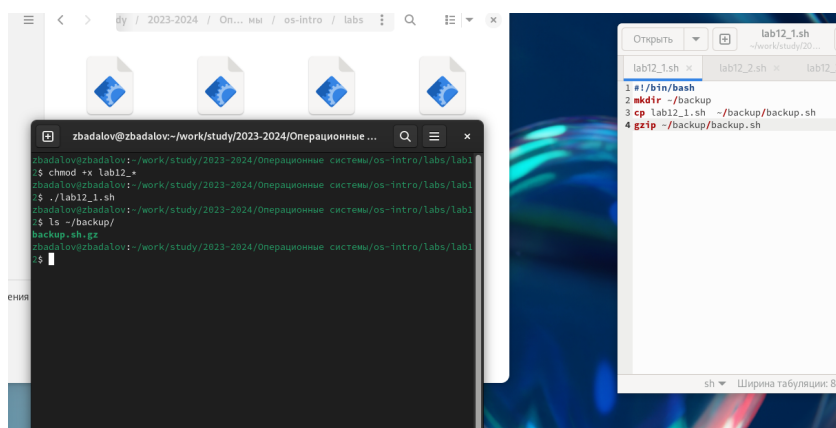 dy / 2023-2024 / Оп... мы / os-intro / labs
zbadalov@zbadalov:~/work/study/2023-2024/Операционные ...
zbadalov@zbadalov:~/work/study/2023-2024/Операционные системы/os-intro/labs/lab1
2$ chmod +x lab12_*
zbadalov@zbadalov:~/work/study/2023-2024/Операционные системы/os-intro/labs/lab1
2$ ./lab12_1.sh
zbadalov@zbadalov:~/work/study/2023-2024/Операционные системы/os-intro/labs/lab1
2$ ls ~/backup/
backup.sh.gz
zbadalov@zbadalov:~/work/study/2023-2024/Операционные системы/os-intro/labs/lab1
2$
ения
Открыть
lab12_1.sh
~/work/study/20...
lab12_1.sh × lab12_2.sh × lab12_
1 #!/bin/bash
2 mkdir ~/backup
3 cp lab12_1.sh ~/backup/backup.sh
4 gzip ~/backup/backup.sh
sh Ширина табуляции: 8